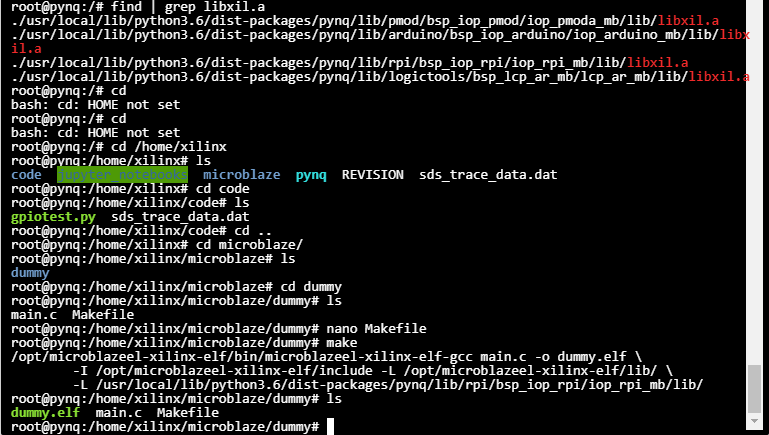 root@pynq:/# find | grep libxil.a
./usr/local/lib/python3.6/dist-packages/pynq/lib/pmod/bsp_iop_pmod/iop_pmoda_mb/lib/libxil.a
./usr/local/lib/python3.6/dist-packages/pynq/lib/arduino/bsp_iop_arduino/iop_arduino_mb/lib/libx
il.a
./usr/local/lib/python3.6/dist-packages/pynq/lib/rpi/bsp_iop_rpi/iop_rpi_mb/lib/libxil.a
./usr/local/lib/python3.6/dist-packages/pynq/lib/logictools/bsp_lcp_ar_mb/lcp_ar_mb/lib/libxil.a
root@pynq:/# cd
bash: cd: HOME not set
root@pynq:/# cd
bash: cd: HOME not set
root@pynq:/# cd /home/xilinx
root@pynq:/home/xilinx# ls
code  jupyter_notebooks  microblaze  pynq  REVISION  sds_trace_data.dat
root@pynq:/home/xilinx# cd code
root@pynq:/home/xilinx/code# ls
gpiotest.py  sds_trace_data.dat
root@pynq:/home/xilinx/code# cd ..
root@pynq:/home/xilinx# cd microblaze/
root@pynq:/home/xilinx/microblaze# ls
dummy
root@pynq:/home/xilinx/microblaze# cd dummy
root@pynq:/home/xilinx/microblaze/dummy# ls
main.c  Makefile
root@pynq:/home/xilinx/microblaze/dummy# nano Makefile
root@pynq:/home/xilinx/microblaze/dummy# make
/opt/microblazeel-xilinx-elf/bin/microblazeel-xilinx-elf-gcc main.c -o dummy.elf \
        -I /opt/microblazeel-xilinx-elf/include -L /opt/microblazeel-xilinx-elf/lib/ \
        -L /usr/local/lib/python3.6/dist-packages/pynq/lib/rpi/bsp_iop_rpi/iop_rpi_mb/lib/
root@pynq:/home/xilinx/microblaze/dummy# ls
dummy.elf  main.c  Makefile
root@pynq:/home/xilinx/microblaze/dummy#